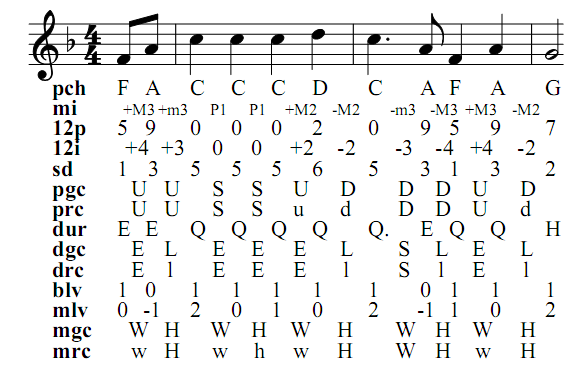 4
4
pch F A C C C D C A F A G
mi +M3 +m3 P1 P1 +M2 -M2 -m3 -M3 +M3 -M2
12p 5 9 0 0 0 2 0 9 5 9 7
12i +4 +3 0 0 +2 -2 -3 -4 +4 -2
sd 1 3 5 5 5 6 5 3 1 3 2
pgc U U S S U D D D U D
prc U U S S u d D D U d
dur E E Q Q Q Q Q. E Q Q H
dgc E L E E E L S L E L
drc E l E E E l S l E l
blv 1 0 1 1 1 1 1 0 1 1 1
mlv 0 -1 2 0 1 0 2 -1 1 0 2
mgc W H W H W H W H W H
mrc w H w h w H W H w H